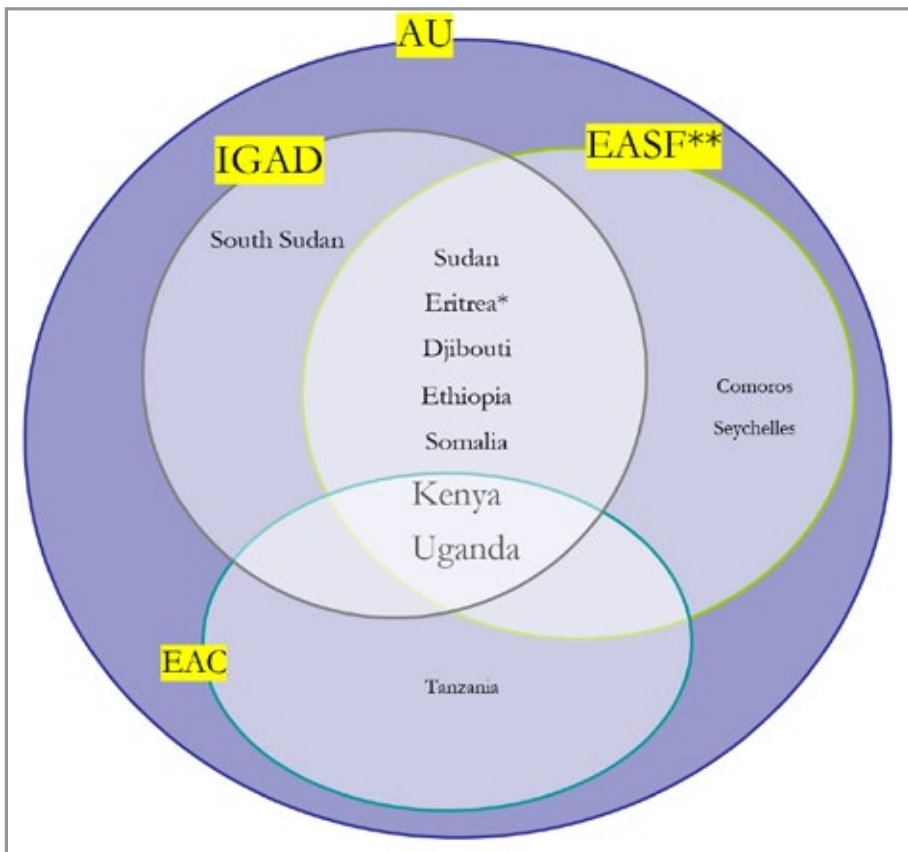 AU
IGAD
EASF**
South Sudan
Sudan
Eritrea*
Djibouti
Ethiopia
Somalia
Comoros
Seychelles
Kenya
Uganda
EAC
Tanzania